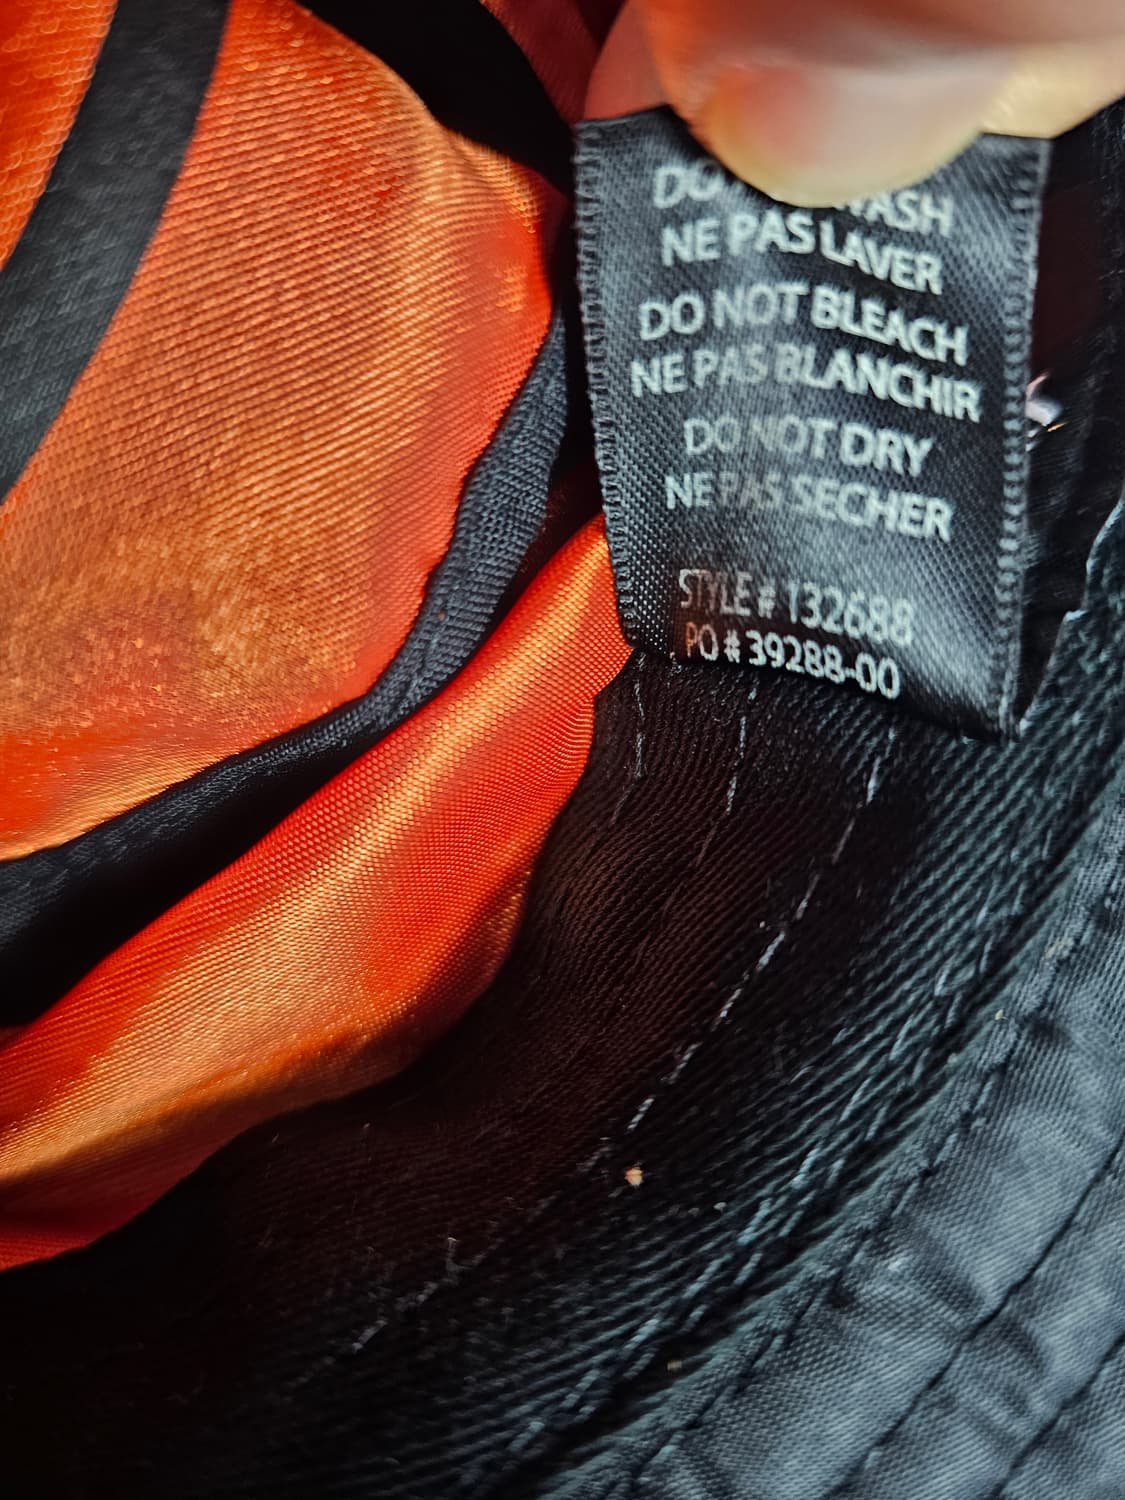 DO WASH
NE PAS LAVER
DO NOT BLEACH
NE PAS BLANCHIR
DO NOT DRY
NE PAS SECHER
STYLE # 132688
PO # 39288-00